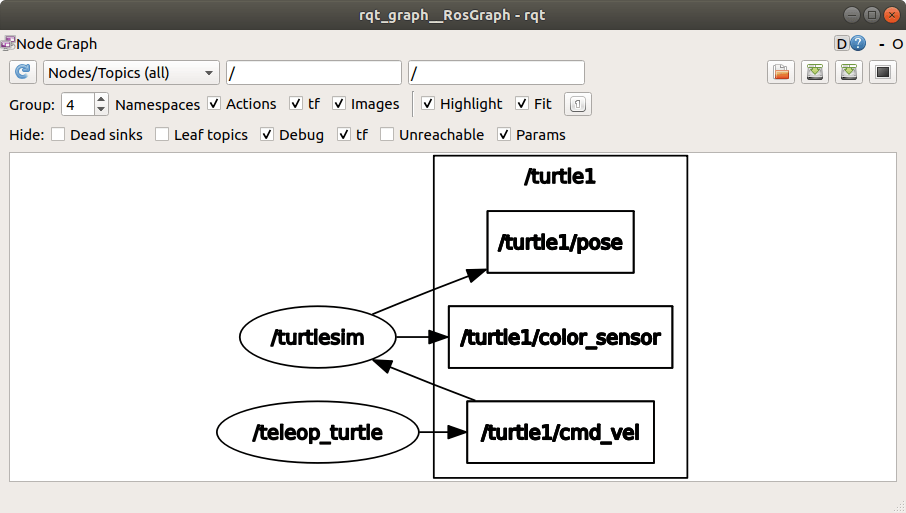 rqt_graph__RosGraph - rqt
Node Graph D ? - O
Nodes/Topics (all) / /
Group: 4 Namespaces Actions tf Images Highlight Fit
Hide: Dead sinks Leaf topics Debug tf Unreachable Params
/turtle1
/turtle1/pose
/turtlesim /turtle1/color_sensor
/teleop_turtle /turtle1/cmd_vel